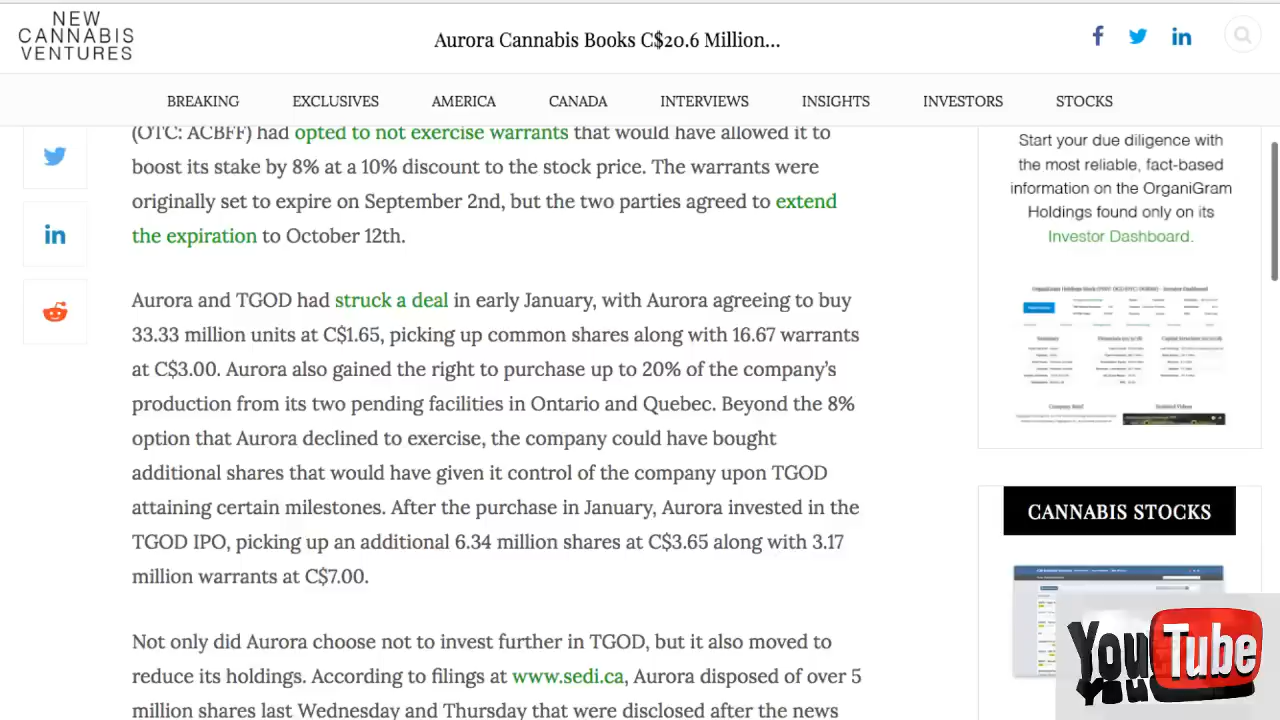 NEW
CANNABIS
VENTURES
Aurora Cannabis Books C$20.6 Million...
BREAKING
EXCLUSIVES
AMERICA
CANADA
INTERVIEWS
INSIGHTS
INVESTORS
STOCKS
(OTC: ACBFF) had opted to not exercise warrants that would have allowed it to
boost its stake by 8% at a 10% discount to the stock price. The warrants were
originally set to expire on September 2nd, but the two parties agreed to extend
the expiration to October 12th.
Aurora and TGOD had struck a deal in early January, with Aurora agreeing to buy
33.33 million units at C$1.65, picking up common shares along with 16.67 warrants
at C$3.00. Aurora also gained the right to purchase up to 20% of the company's
production from its two pending facilities in Ontario and Quebec. Beyond the 8%
option that Aurora declined to exercise, the company could have bought
additional shares that would have given it control of the company upon TGOD
attaining certain milestones. After the purchase in January, Aurora invested in the
TGOD IPO, picking up an additional 6.34 million shares at C$3.65 along with 3.17
million warrants at C$7.00.
Not only did Aurora choose not to invest further in TGOD, but it also moved to
reduce its holdings. According to filings at www.sedi.ca, Aurora disposed of over 5
million shares last Wednesday and Thursday that were disclosed after the news
Start your due diligence with
the most reliable, fact-based
information on the OrganiGram
Holdings found only on its
Investor Dashboard.
CANNABIS STOCKS
YouTube